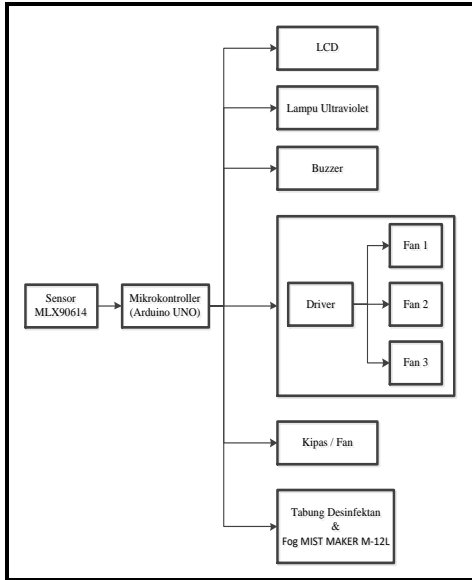 LCD
Lampu Ultraviolet
Buzzer
Fan 1
Sensor
MLX90614
Mikrokontroller
(Arduino UNO)
Driver
Fan 2
Fan 3
Kipas / Fan
Tabung Desinfektan
&
Fog MIST MAKER M-12L